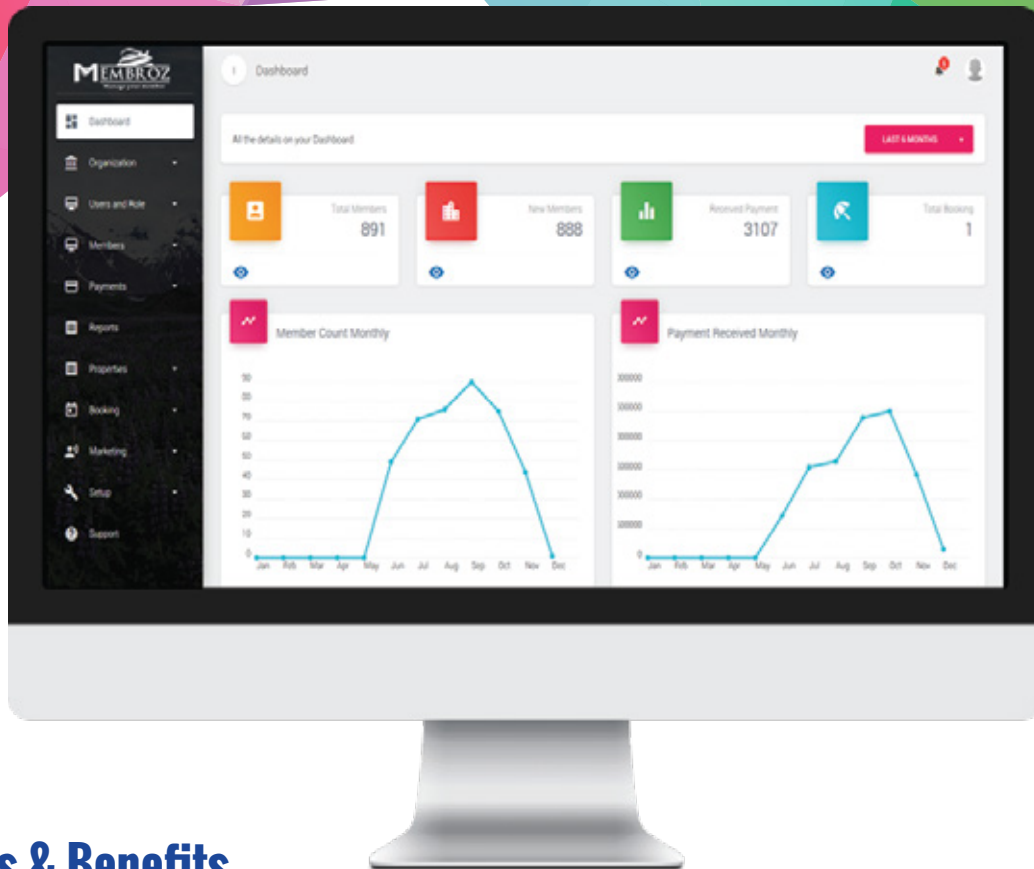 MEMBROZ
Manage your member
Dashboard
Organization
Users and Role
Members
Payments
Reports
Properties
Booking
Marketing
Setup
Support
Dashboard
All the details on your Dashboard
LAST 6 MONTHS
Total Members
891
New Members
888
Received Payment
3107
Total Booking
1
Member Count Monthly
90
80
70
60
50
40
30
20
10
0
Jan Feb Mar Apr May Jun Jul Aug Sep Oct Nov Dec
Payment Received Monthly
0
Jan Feb Mar Apr May Jun Jul Aug Sep Oct Nov Dec
& Benefits